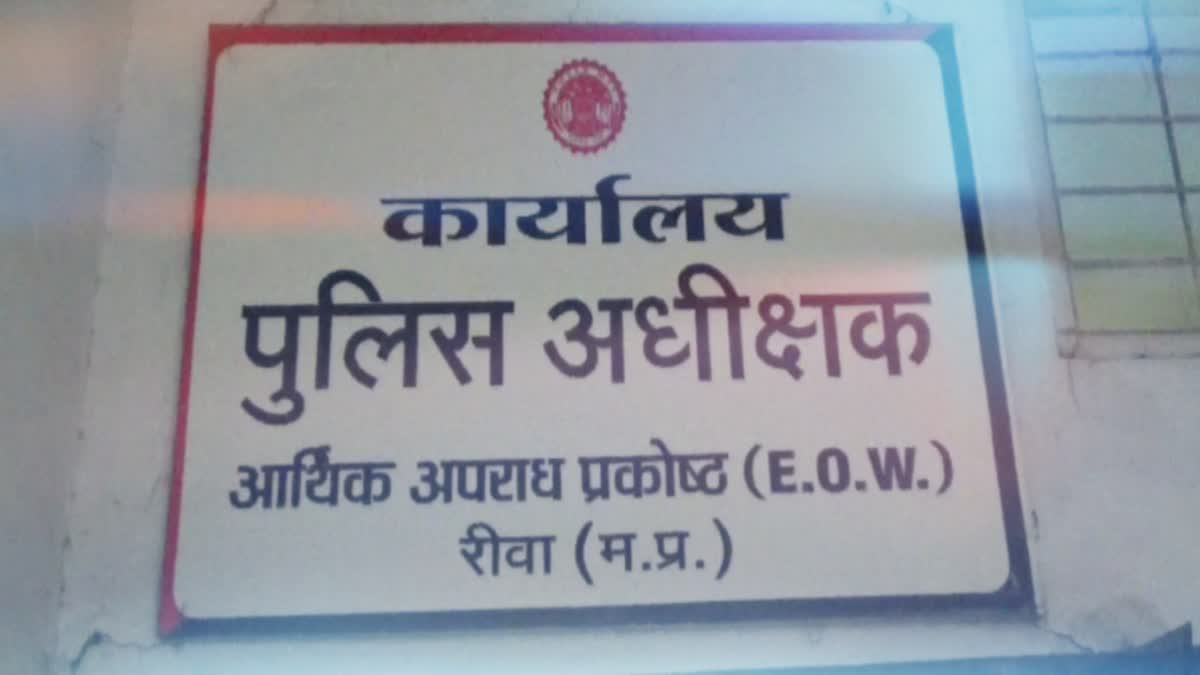 कार्यालय
पुलिस अधीक्षक
आर्थिक अपराध प्रकोष्ठ (E.O.W.)
रीवा (म.प्र.)